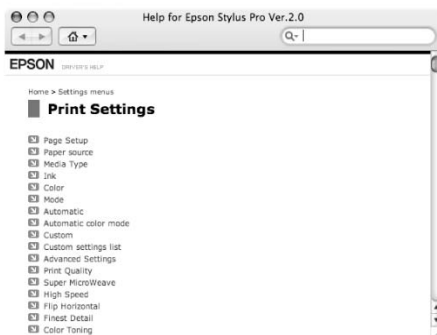 Help for Epson Stylus Pro Ver.2.0
EPSON DRIVER'S HELP
Home > Settings menus
Print Settings
Page Setup
Paper source
Media Type
Ink
Color
Mode
Automatic
Automatic color mode
Custom
Custom settings list
Advanced Settings
Print Quality
Super MicroWeave
High Speed
Flip Horizontal
Finest Detail
Color Toning